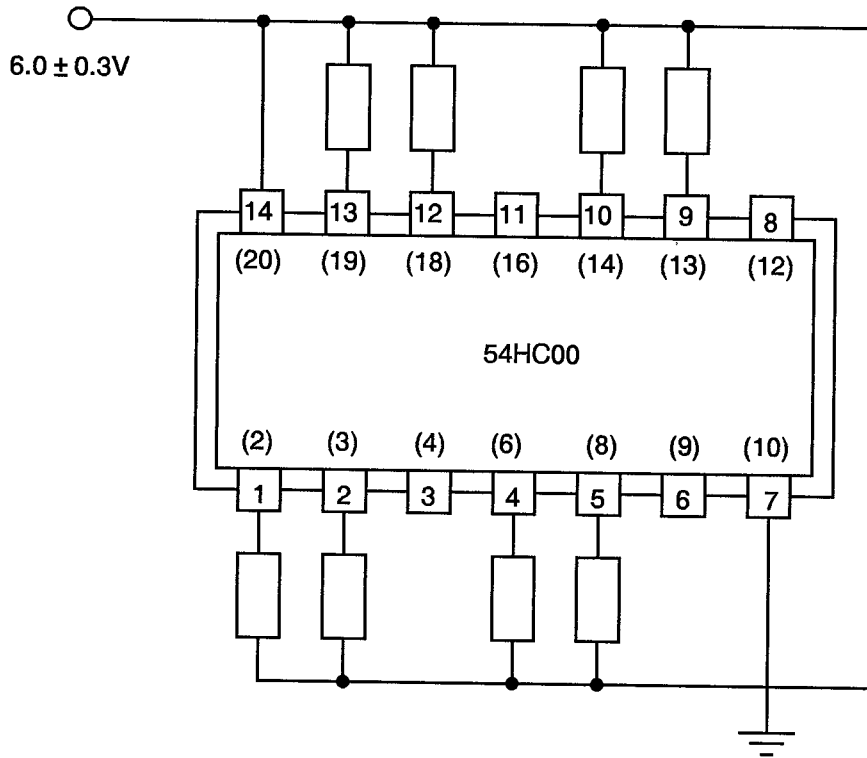 6.0 ± 0.3V
14 13 12 11 10 9 8
(20) (19) (18) (16) (14) (13) (12)
54HC00
(2) (3) (4) (6) (8) (9) (10)
1 2 3 4 5 6 7